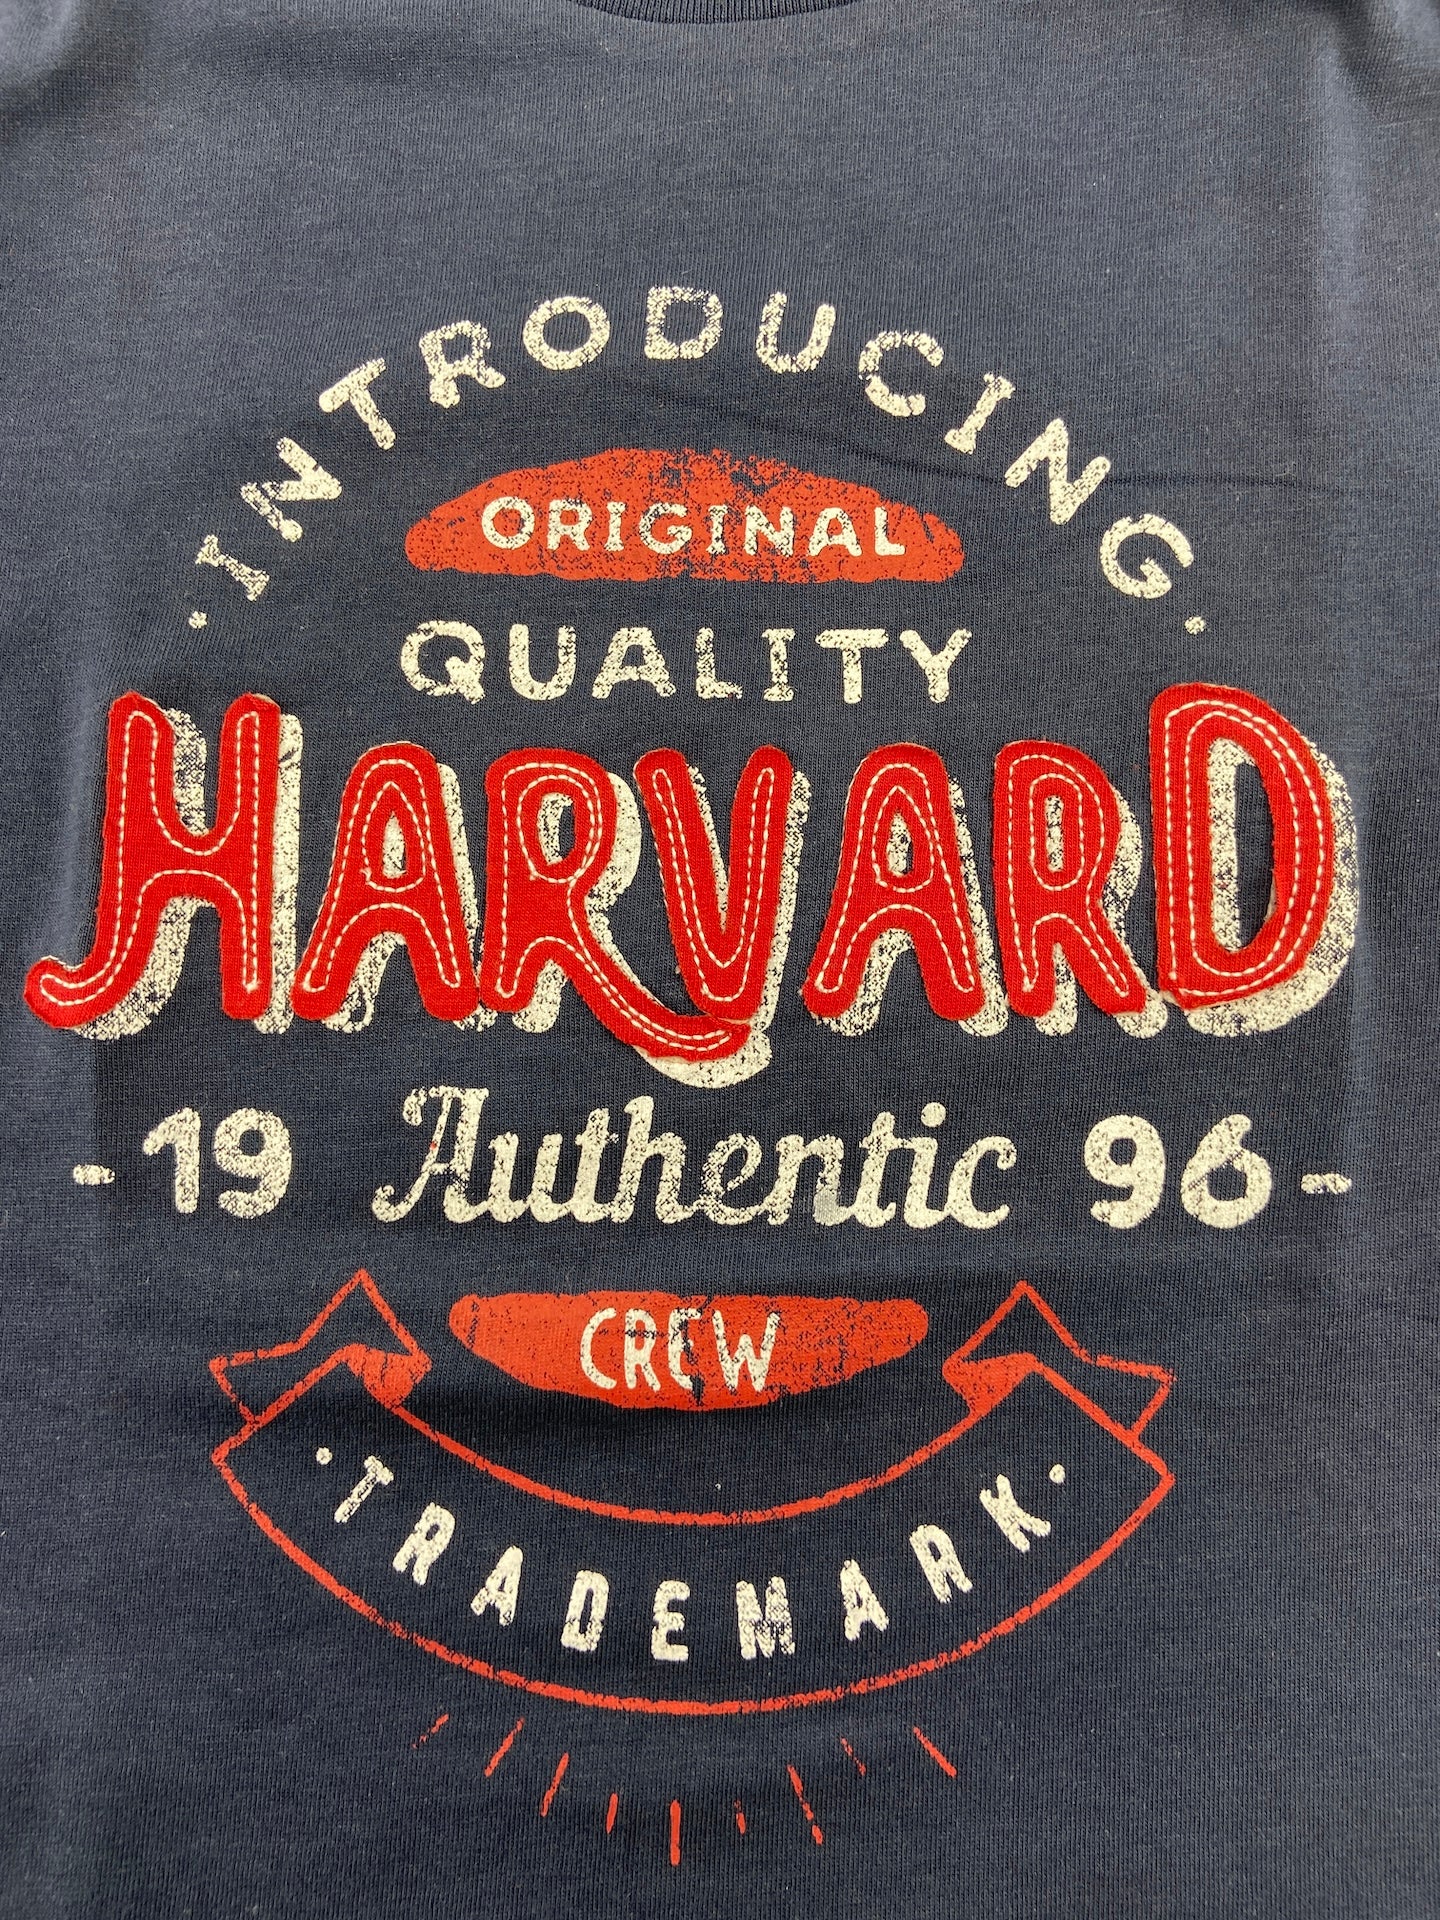 ·INTRODUCING·
ORIGINAL
QUALITY
HARVARD
-19 Authentic 96-
CREW
·TRADEMARK·